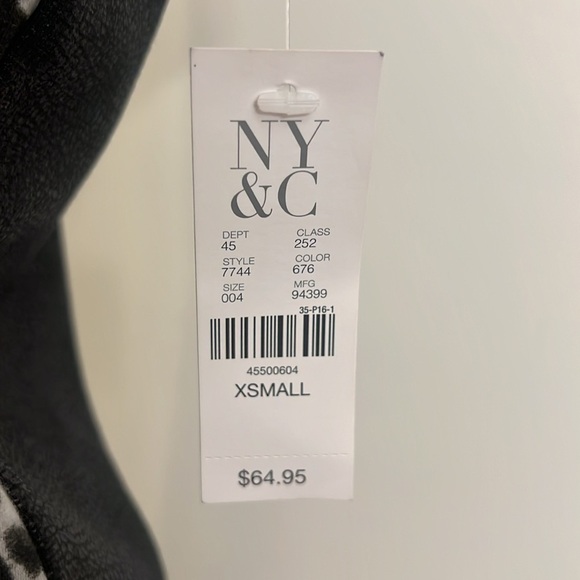 NY
&C
DEPT CLASS
45 252
STYLE COLOR
7744 676
SIZE MFG
004 94399
35-P16-1
45500604
XSMALL
$64.95